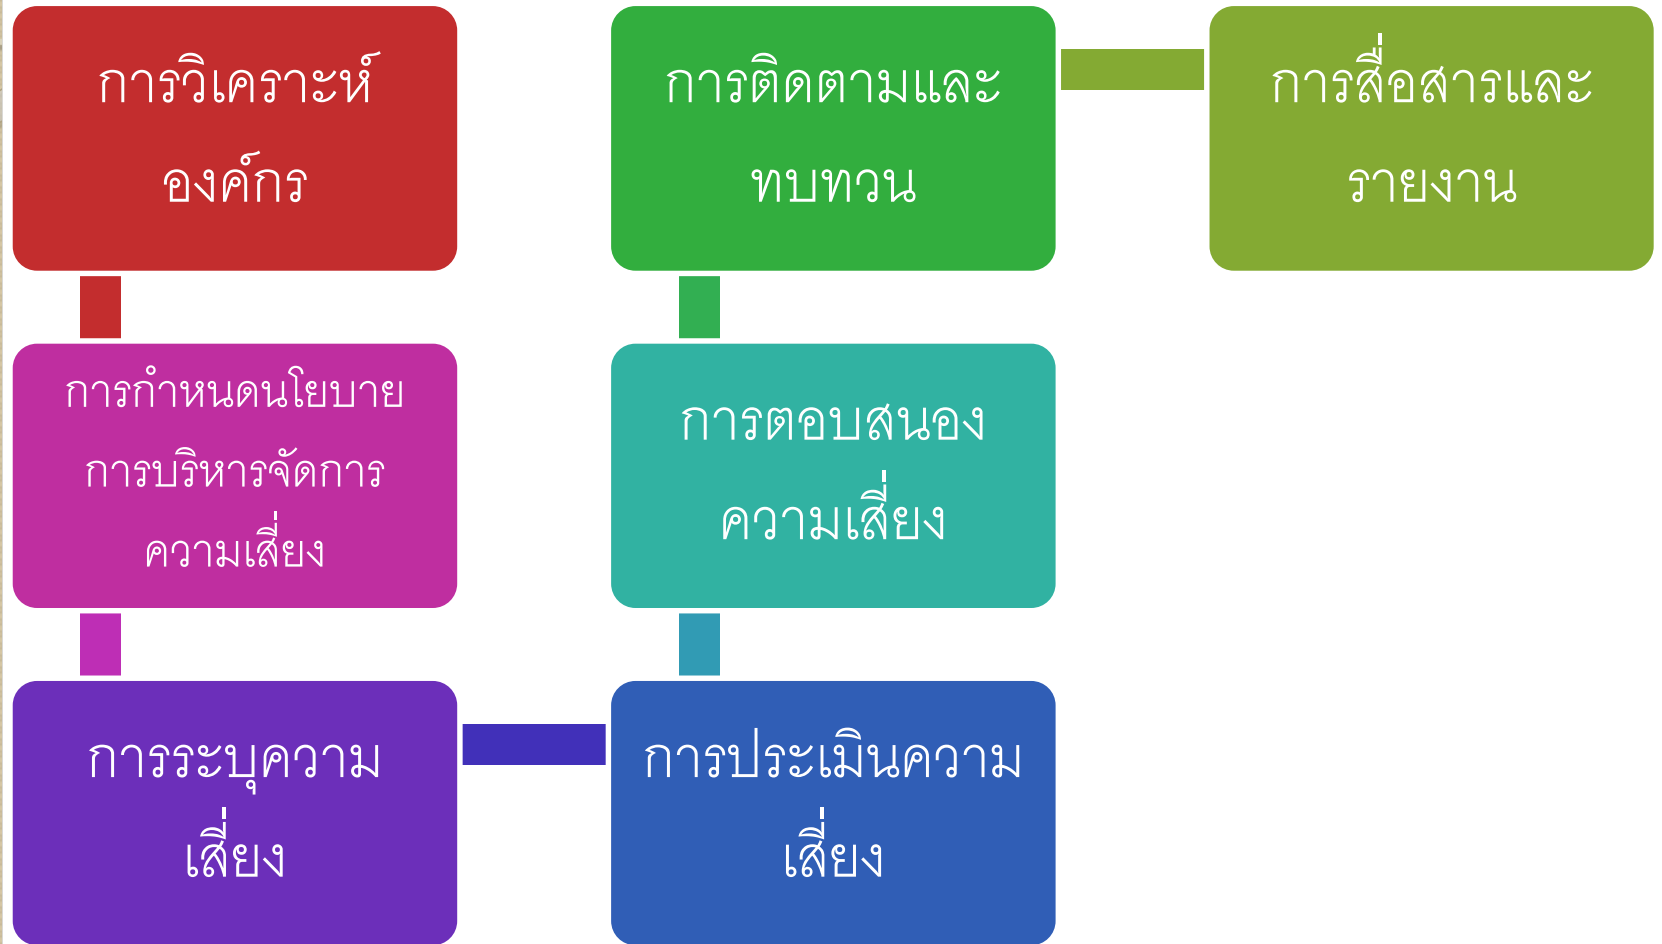 การวิเคราะห์
องค์กร
การกำหนดนโยบาย
การบริหารจัดการ
ความเสี่ยง
การระบุความ
เสี่ยง
การประเมินความ
เสี่ยง
การตอบสนอง
ความเสี่ยง
การติดตามและ
ทบทวน
การสื่อสารและ
รายงาน